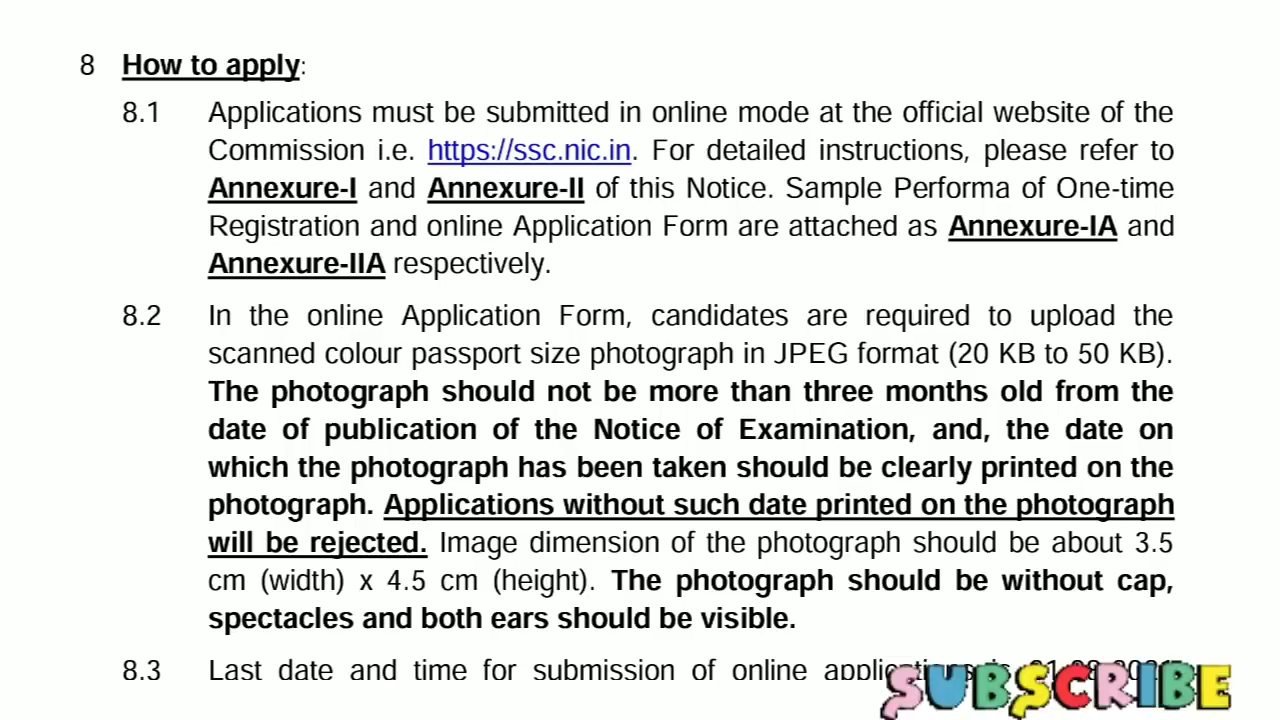 8 How to apply:
8.1 Applications must be submitted in online mode at the official website of the
Commission i.e. https://ssc.nic.in. For detailed instructions, please refer to
Annexure-I and Annexure-II of this Notice. Sample Performa of One-time
Registration and online Application Form are attached as Annexure-IA and
Annexure-IIA respectively.
8.2 In the online Application Form, candidates are required to upload the
scanned colour passport size photograph in JPEG format (20 KB to 50 KB).
The photograph should not be more than three months old from the
date of publication of the Notice of Examination, and, the date on
which the photograph has been taken should be clearly printed on the
photograph. Applications without such date printed on the photograph
will be rejected. Image dimension of the photograph should be about 3.5
cm (width) x 4.5 cm (height). The photograph should be without cap,
spectacles and both ears should be visible.
8.3 Last date and time for submission of online
SUBSCRIBE